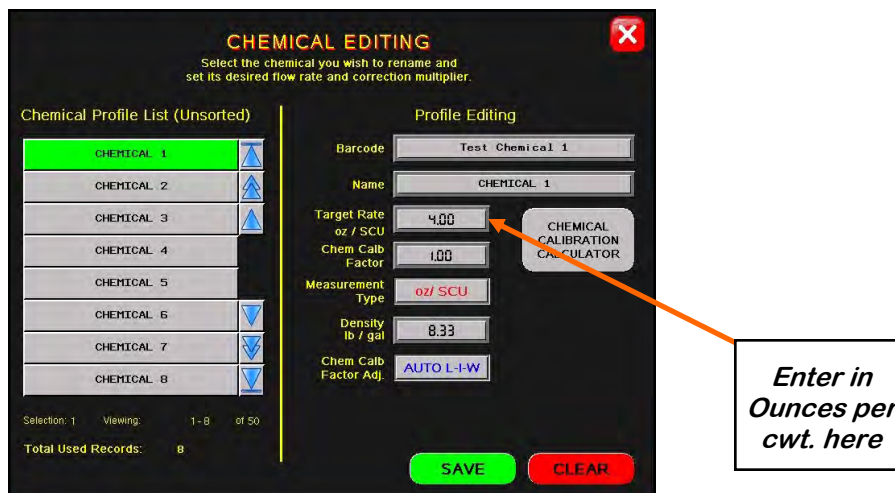 CHEMICAL EDITING
Select the chemical you wish to rename and
set its desired flow rate and correction multiplier.
Chemical Profile List (Unsorted)
CHEMICAL 1
CHEMICAL 2
CHEMICAL 3
CHEMICAL 4
CHEMICAL 5
CHEMICAL 6
CHEMICAL 7
CHEMICAL 8
Selection: 1 Viewing: 1 - 8 of 50
Total Used Records: 8
Profile Editing
Barcode Test Chemical 1
Name CHEMICAL 1
Target Rate
oz / SCU 4.00
Chem Calb
Factor 1.00
Measurement
Type oz/ SCU
Density
lb / gal 8.33
Chem Calb
Factor Adj. AUTO L-I-W
CHEMICAL
CALIBRATION
CALCULATOR
SAVE CLEAR
Enter in
Ounces per
cwt. here